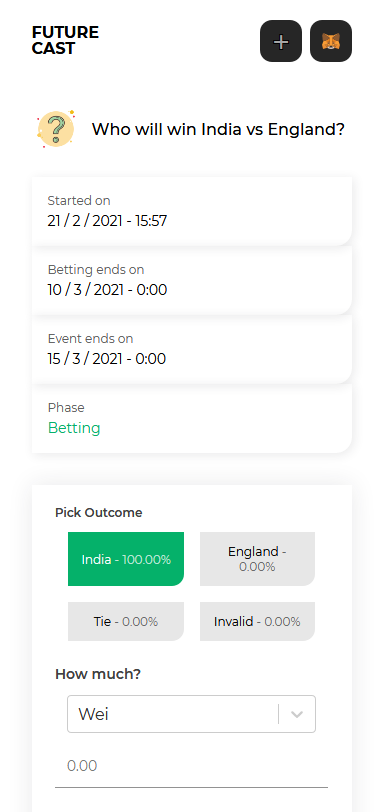 FUTURE
CAST
Who will win India vs England?
Started on
21 / 2 / 2021 - 15:57
Betting ends on
10 / 3 / 2021 - 0:00
Event ends on
15 / 3 / 2021 - 0:00
Phase
Betting
Pick Outcome
India - 100.00%
England -
0.00%
Tie - 0.00%
Invalid - 0.00%
How much?
Wei
0.00